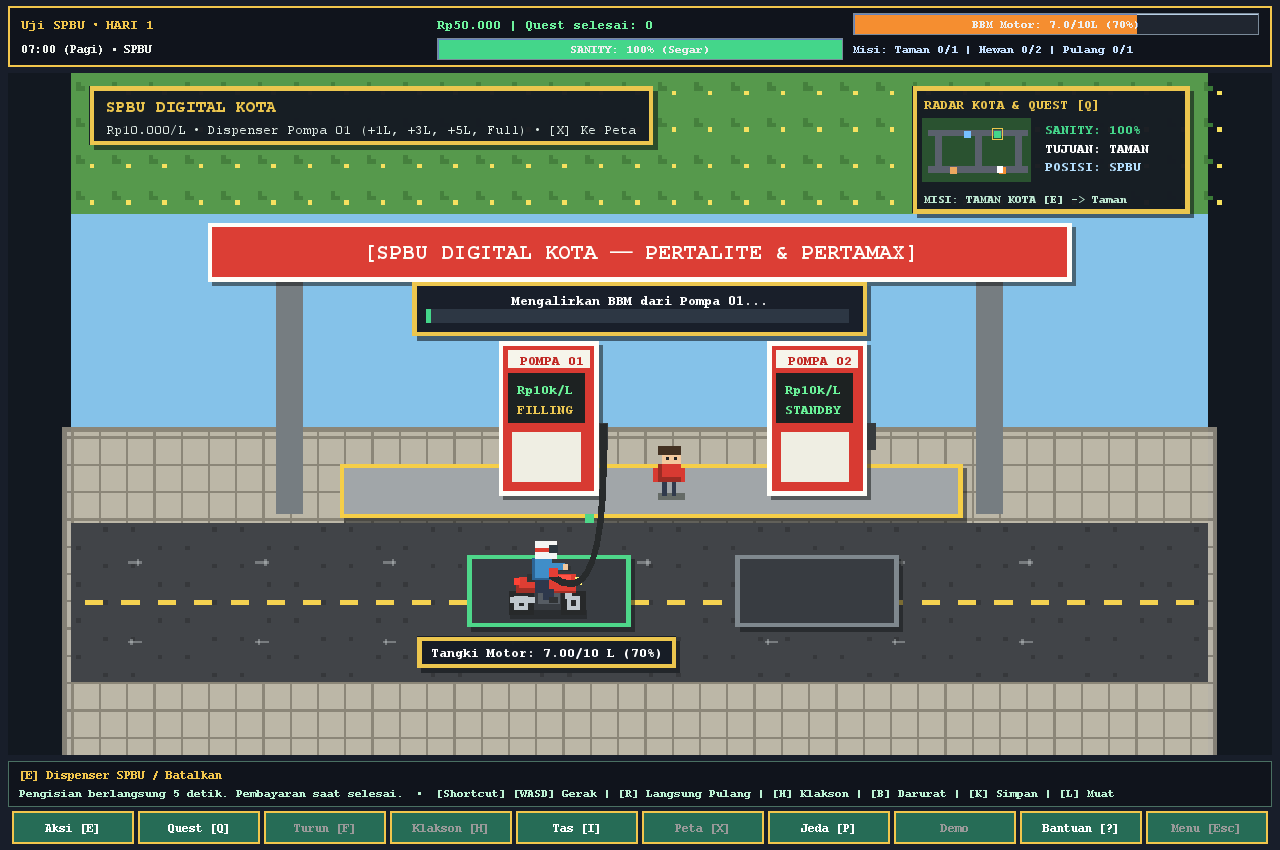 Uji SPBU • HARI 1
07:00 (Pagi) • SPBU
Rp50.000 | Quest selesai: 0
SANITY: 100% (Segar)
BBM Motor: 7.0/10L (70%)
Misi: Taman 0/1 | Hewan 0/2 | Pulang 0/1
SPBU DIGITAL KOTA
Rp10.000/L • Dispenser Pompa 01 (+1L, +3L, +5L, Full) • [X] Ke Peta
RADAR KOTA & QUEST [Q]
SANITY: 100%
TUJUAN: TAMAN
POSISI: SPBU
MISI: TAMAN KOTA [E] -> Taman
[SPBU DIGITAL KOTA — PERTALITE & PERTAMAX]
Mengalirkan BBM dari Pompa 01...
POMPA 01
Rp10k/L
FILLING
POMPA 02
Rp10k/L
STANDBY
Tangki Motor: 7.00/10 L (70%)
[E] Dispenser SPBU / Batalkan
Pengisian berlangsung 5 detik. Pembayaran saat selesai. • [Shortcut] [WASD] Gerak | [R] Langsung Pulang | [H] Klakson | [B] Darurat | [K] Simpan | [L] Muat
Aksi [E]
Quest [Q]
Turun [F]
Klakson [H]
Tas [I]
Peta [X]
Jeda [P]
Demo
Bantuan [?]
Menu [Esc]